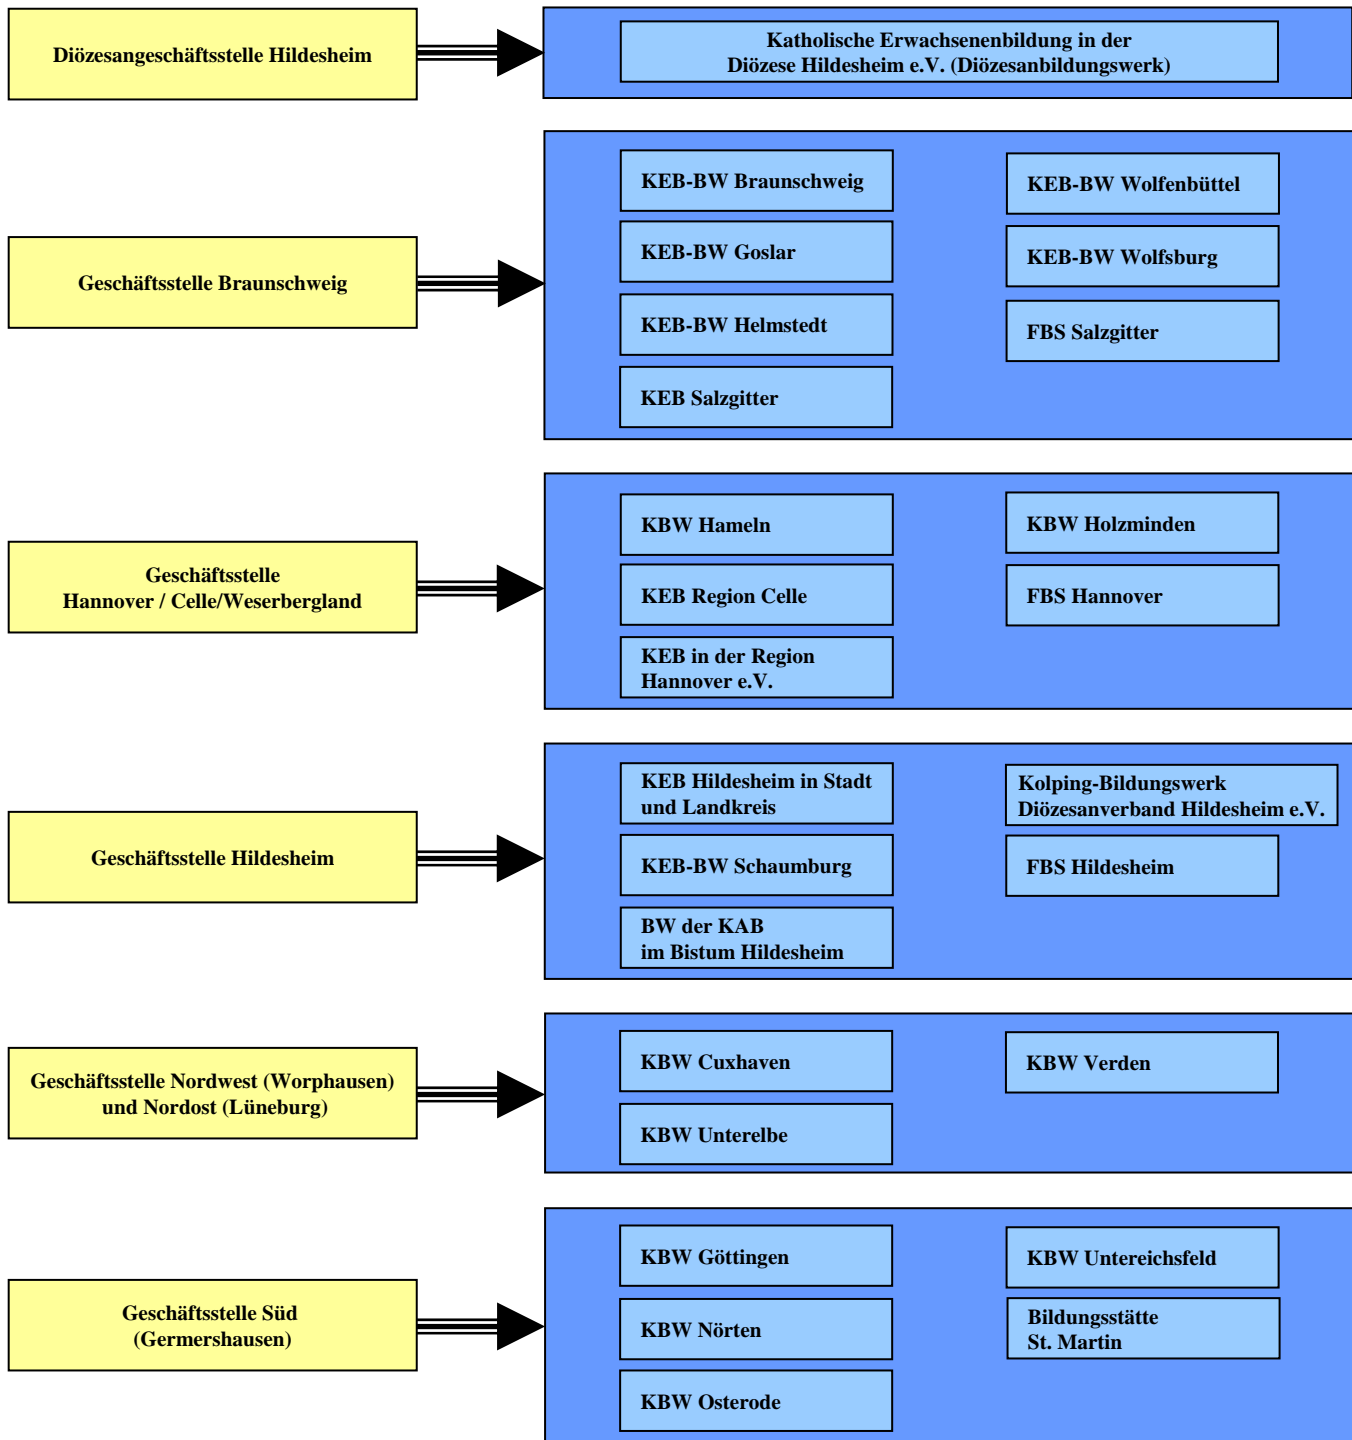 Diözesangeschäftsstelle Hildesheim
Katholische Erwachsenenbildung in der
Diözese Hildesheim e.V. (Diözesanbildungswerk)
Geschäftsstelle Braunschweig
KEB-BW Braunschweig
KEB-BW Goslar
KEB-BW Helmstedt
KEB Salzgitter
KEB-BW Wolfenbüttel
KEB-BW Wolfsburg
FBS Salzgitter
Geschäftsstelle
Hannover / Celle/Weserbergland
KBW Hameln
KEB Region Celle
KEB in der Region
Hannover e.V.
KBW Holzminden
FBS Hannover
Geschäftsstelle Hildesheim
KEB Hildesheim in Stadt
und Landkreis
KEB-BW Schaumburg
BW der KAB
im Bistum Hildesheim
Kolping-Bildungswerk
Diözesanverband Hildesheim e.V.
FBS Hildesheim
Geschäftsstelle Nordwest (Worphausen)
und Nordost (Lüneburg)
KBW Cuxhaven
KBW Unterelbe
KBW Verden
Geschäftsstelle Süd
(Germershausen)
KBW Göttingen
KBW Nörten
KBW Osterode
KBW Untereichsfeld
Bildungsstätte
St. Martin